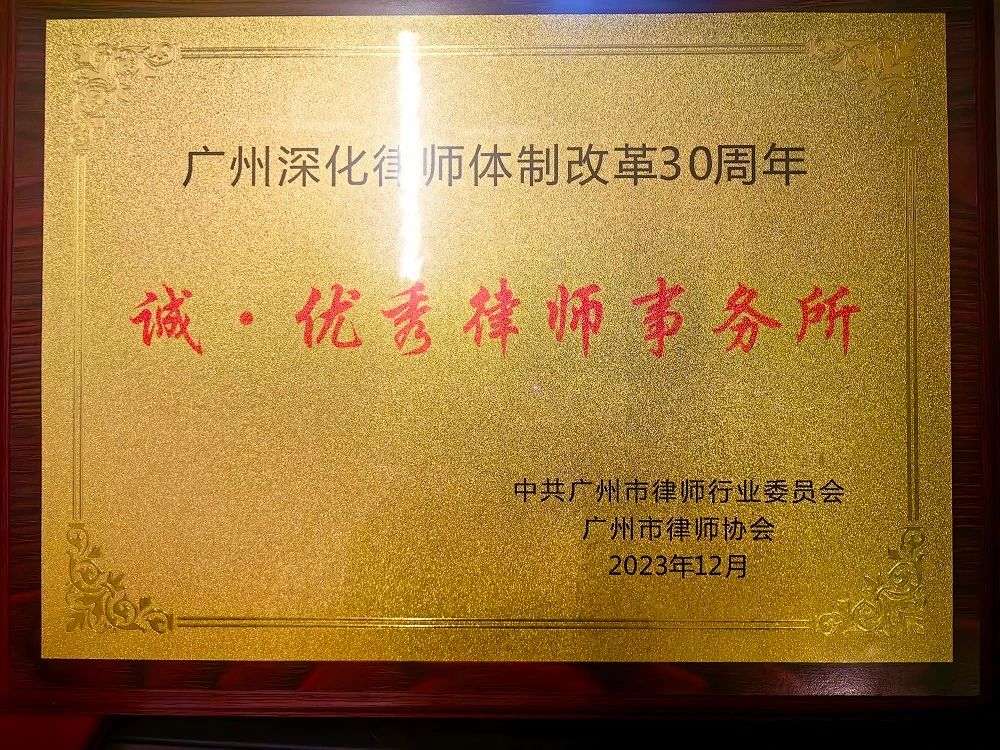 广州深化律师体制改革30周年
诚·优秀律师事务所
中共广州市律师行业委员会
广州市律师协会
2023年12月